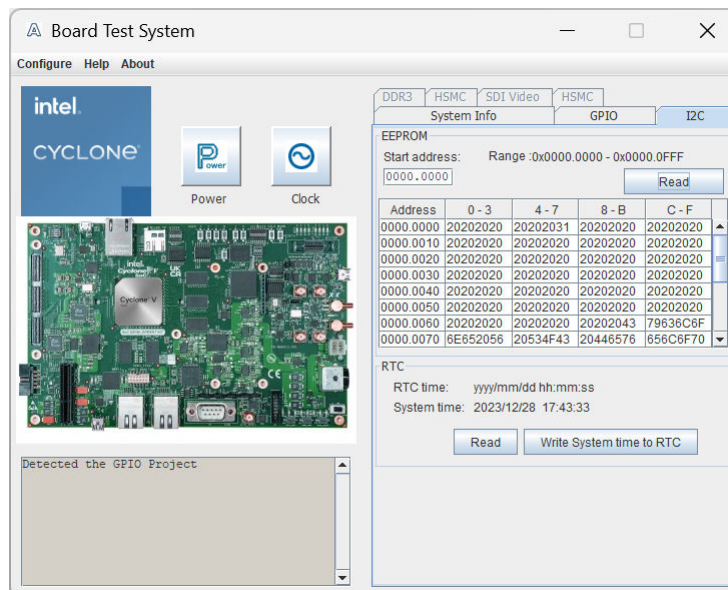 Board Test System
Configure Help About
intel.
CYCLONE®
Power
Power
Clock
intel.
Cyclone® V
Cyclone® V
Detected the GPIO Project
DDR3 HSMC SDI Video HSMC
System Info GPIO I2C
EEPROM
Start address: Range :0x0000.0000 - 0x0000.0FFF
0000.0000
Read
Address 0 - 3 4 - 7 8 - B C - F
0000.0000 20202020 20202031 20202020 20202020
0000.0010 20202020 20202020 20202020 20202020
0000.0020 20202020 20202020 20202020 20202020
0000.0030 20202020 20202020 20202020 20202020
0000.0040 20202020 20202020 20202020 20202020
0000.0050 20202020 20202020 20202020 20202020
0000.0060 20202020 20202020 20202043 79636C6F
0000.0070 6E652056 20534F43 20446576 656C6F70
RTC
RTC time: yyyy/mm/dd hh:mm:ss
System time: 2023/12/28 17:43:33
Read Write System time to RTC